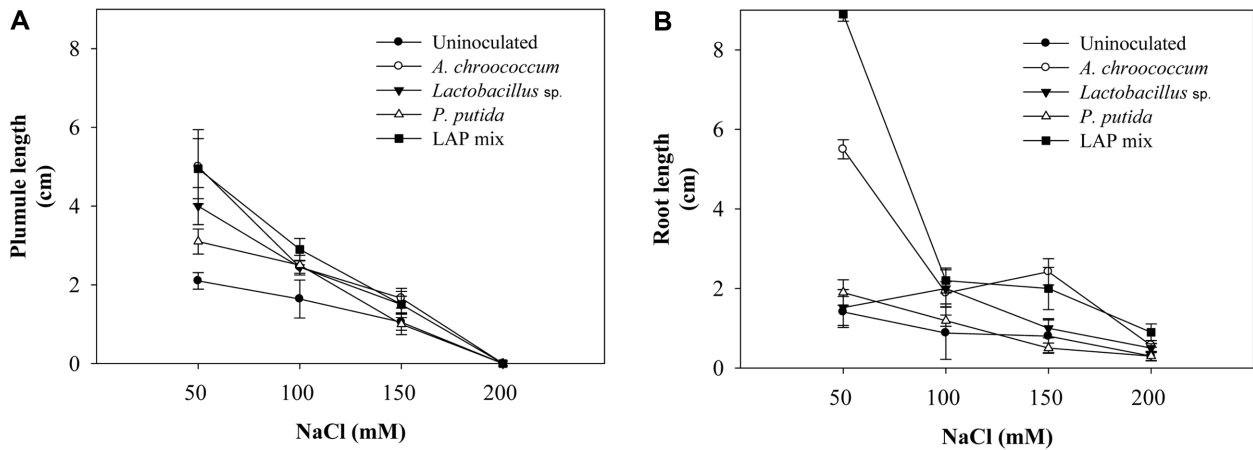 A
8
6
4
2
0
Plumule length
(cm)
Uninoculated
A. chroococcum
Lactobacillus sp.
P. putida
LAP mix
50 100 150 200
NaCl (mM)
B
8
6
4
2
0
Root length
(cm)
Uninoculated
A. chroococcum
Lactobacillus sp.
P. putida
LAP mix
50 100 150 200
NaCl (mM)